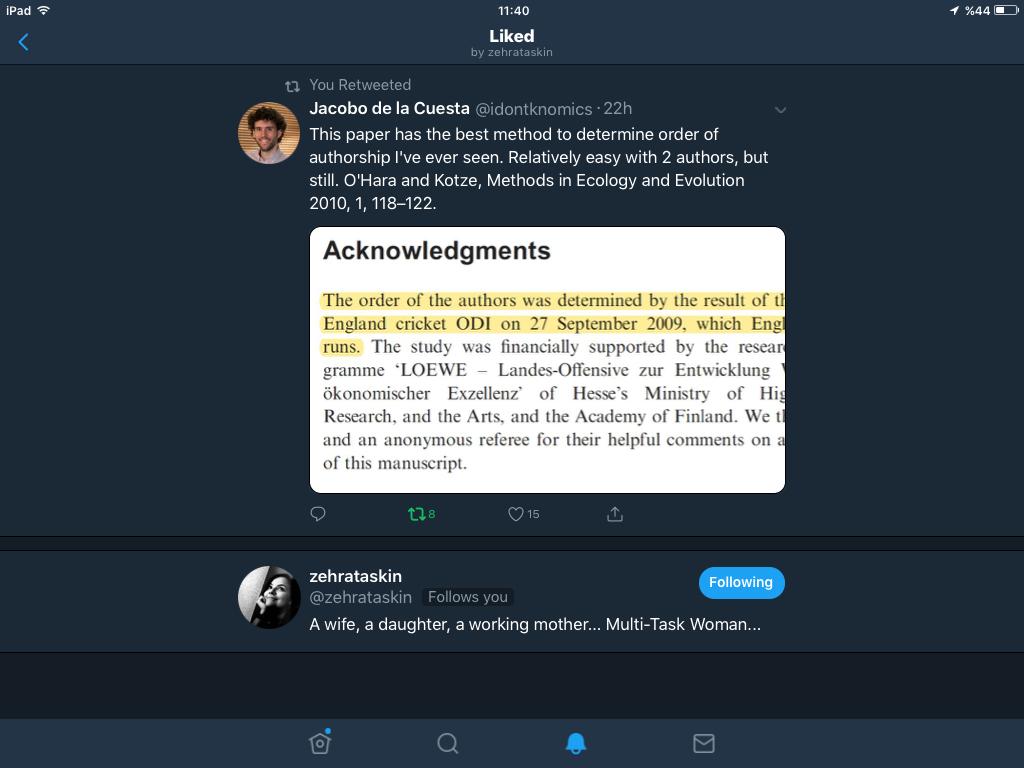 iPad 11:40 %44
Liked
by zehrataskin
You Retweeted
Jacobo de la Cuesta @idontknomics · 22h
This paper has the best method to determine order of
authorship I've ever seen. Relatively easy with 2 authors, but
still. O'Hara and Kotze, Methods in Ecology and Evolution
2010, 1, 118–122.
Acknowledgments
The order of the authors was determined by the result of th
England cricket ODI on 27 September 2009, which Engl
runs. The study was financially supported by the resear
gramme ‘LOEWE – Landes-Offensive zur Entwicklung
ökonomischer Exzellenz’ of Hesse’s Ministry of Hig
Research, and the Arts, and the Academy of Finland. We th
and an anonymous referee for their helpful comments on a
of this manuscript.
8 15
zehrataskin
Following
@zehrataskin Follows you
A wife, a daughter, a working mother... Multi-Task Woman...